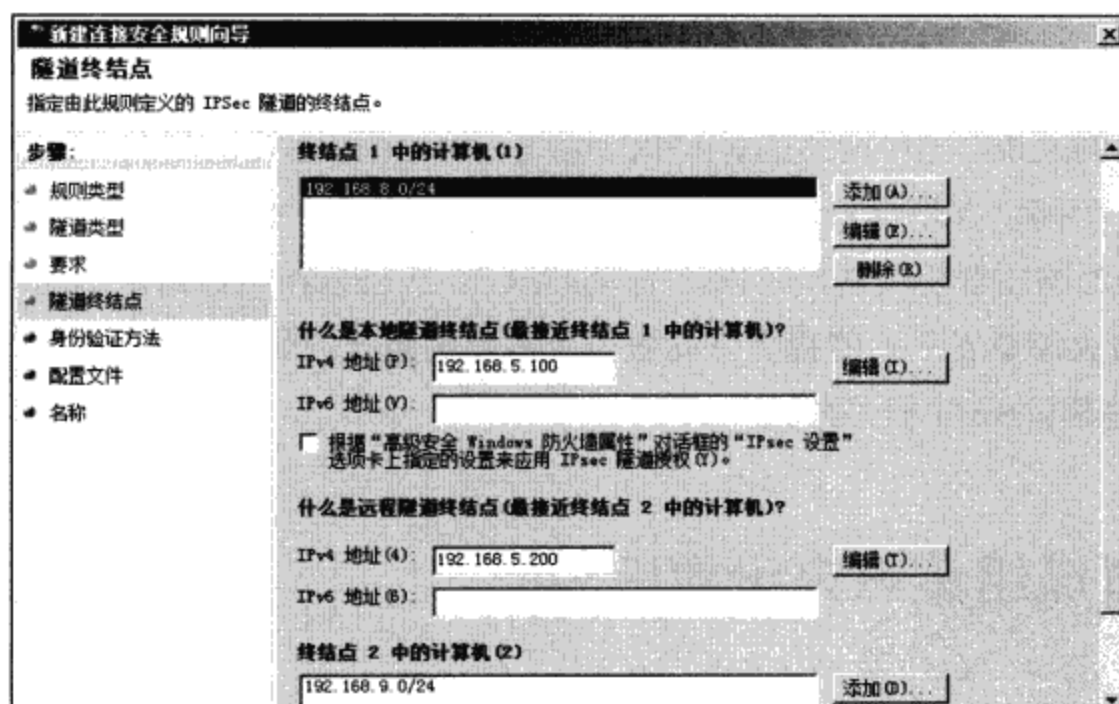 新建连接安全规则向导
隧道终结点
指定由此规则定义的 IPSec 隧道的终结点。
步骤:
规则类型
隧道类型
要求
隧道终结点
身份验证方法
配置文件
名称
终结点 1 中的计算机(1)
192.168.8.0/24
添加(A)...
编辑(E)...
删除(R)
什么是本地隧道终结点(最接近终结点 1 中的计算机)?
IPv4 地址(P):
192.168.5.100
编辑(I)...
IPv6 地址(V):
根据“高级安全 Windows 防火墙属性”对话框的“IPsec 设置”
选项卡上指定的设置来应用 IPsec 隧道授权(Y)。
什么是远程隧道终结点(最接近终结点 2 中的计算机)?
IPv4 地址(4):
192.168.5.200
编辑(T)...
IPv6 地址(6):
终结点 2 中的计算机(2)
192.168.9.0/24
添加(D)...